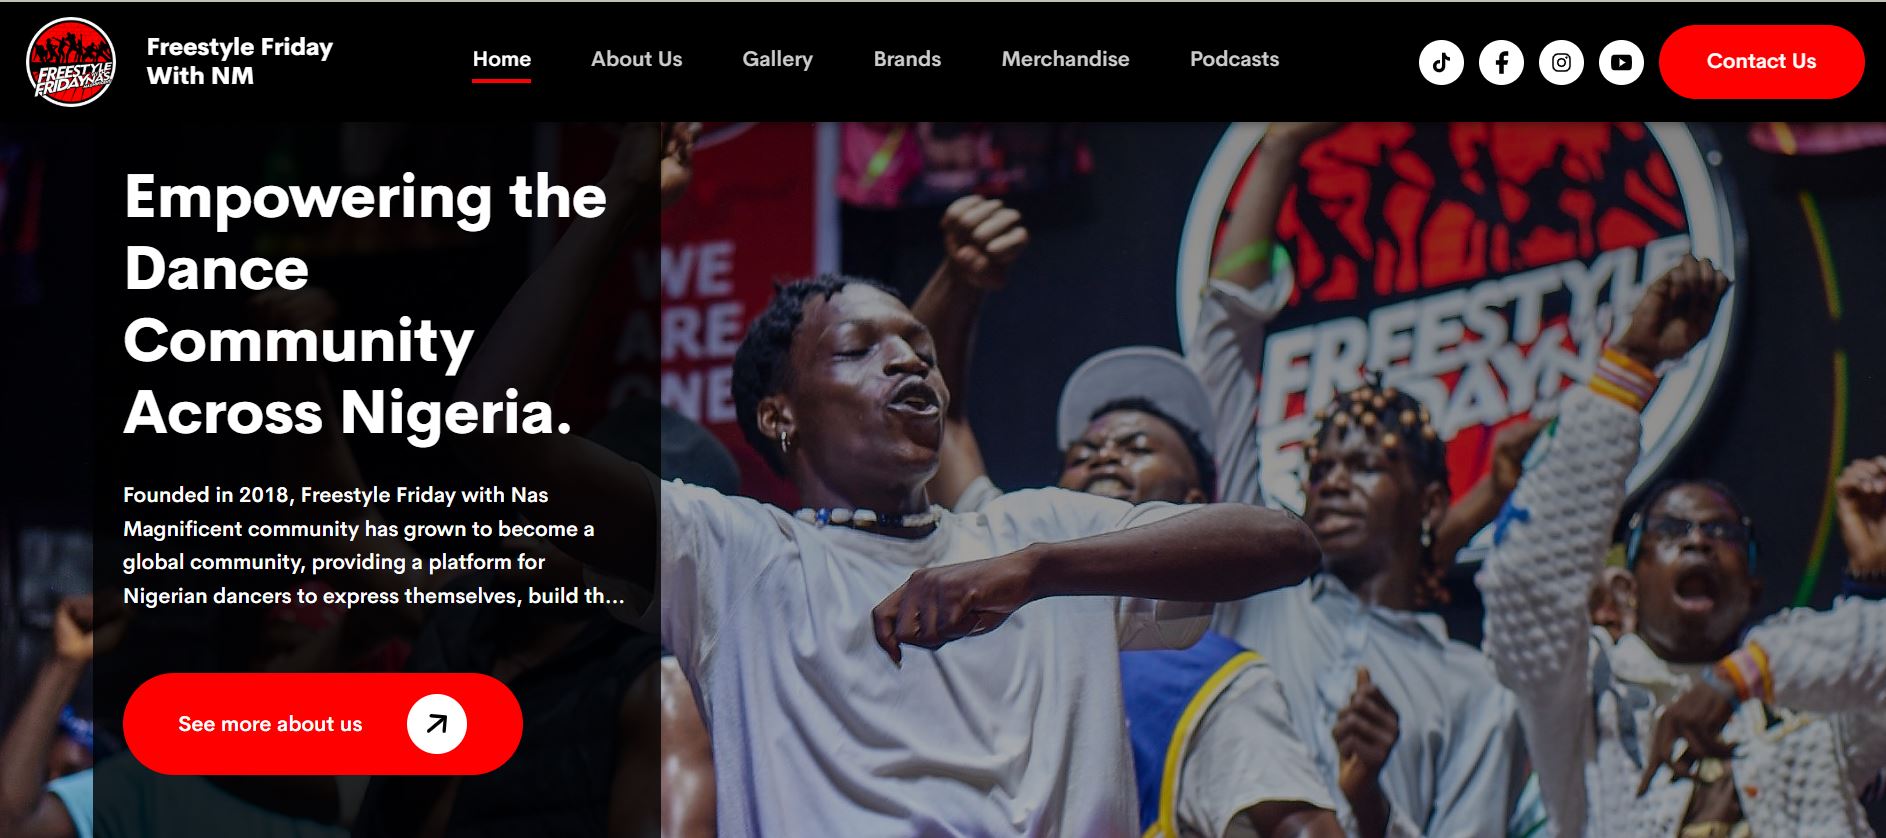 FREESTYLE
FRIDAY
Freestyle Friday
With NM
Home
About Us
Gallery
Brands
Merchandise
Podcasts
Contact Us
Empowering the
Dance
Community
Across Nigeria.
Founded in 2018, Freestyle Friday with Nas
Magnificent community has grown to become a
global community, providing a platform for
Nigerian dancers to express themselves, build th...
See more about us
WE
ARE
ONE
FREESTYLE